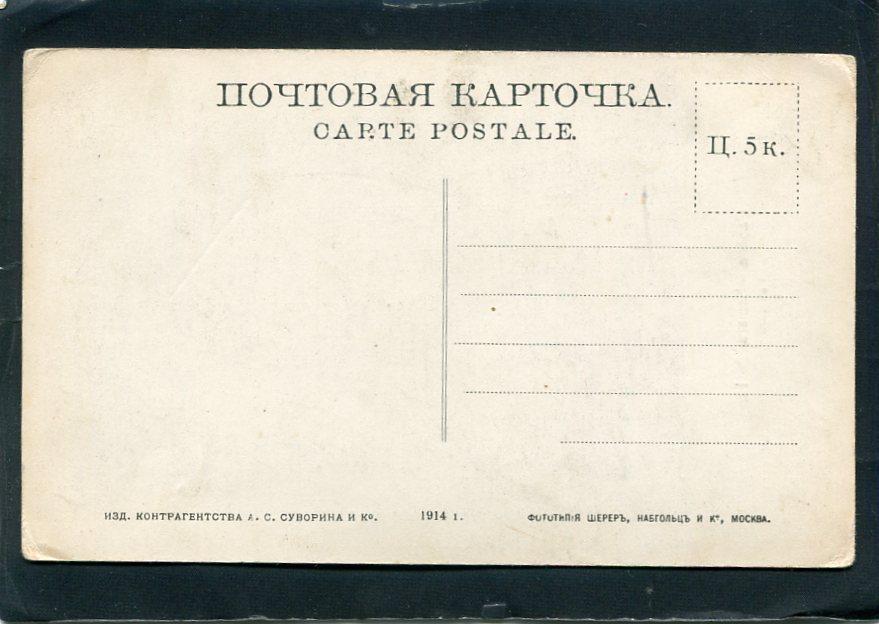 ПОЧТОВАЯ КАРТОЧКА.
CARTE POSTALE.
Ц. 5 к.
ИЗД. КОНТРАГЕНТСТВА А. С. СУВОРИНА И Ко.
1914 г.
ФОТОТИПІЯ ШЕРЕРЪ, НАБГОЛЬЦЪ И Ко, МОСКВА.